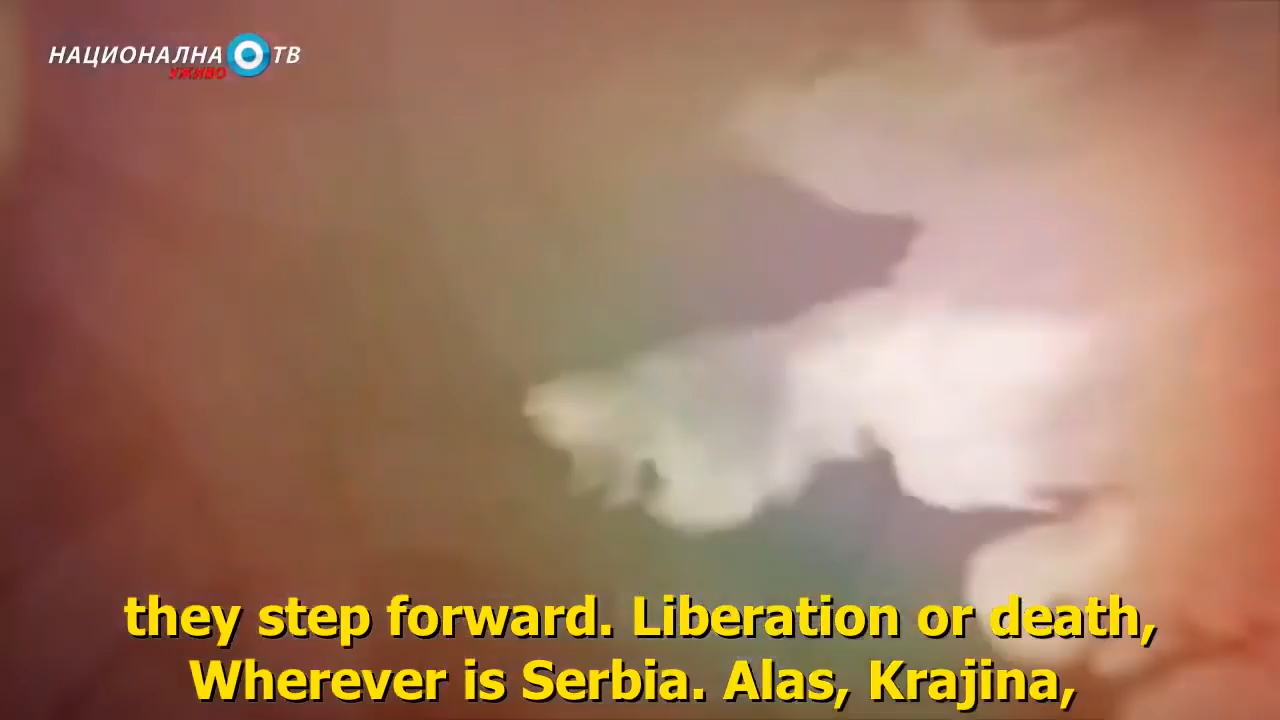 НАЦИОНАЛНА ТВ
УЖИВО
they step forward. Liberation or death,
Wherever is Serbia. Alas, Krajina,